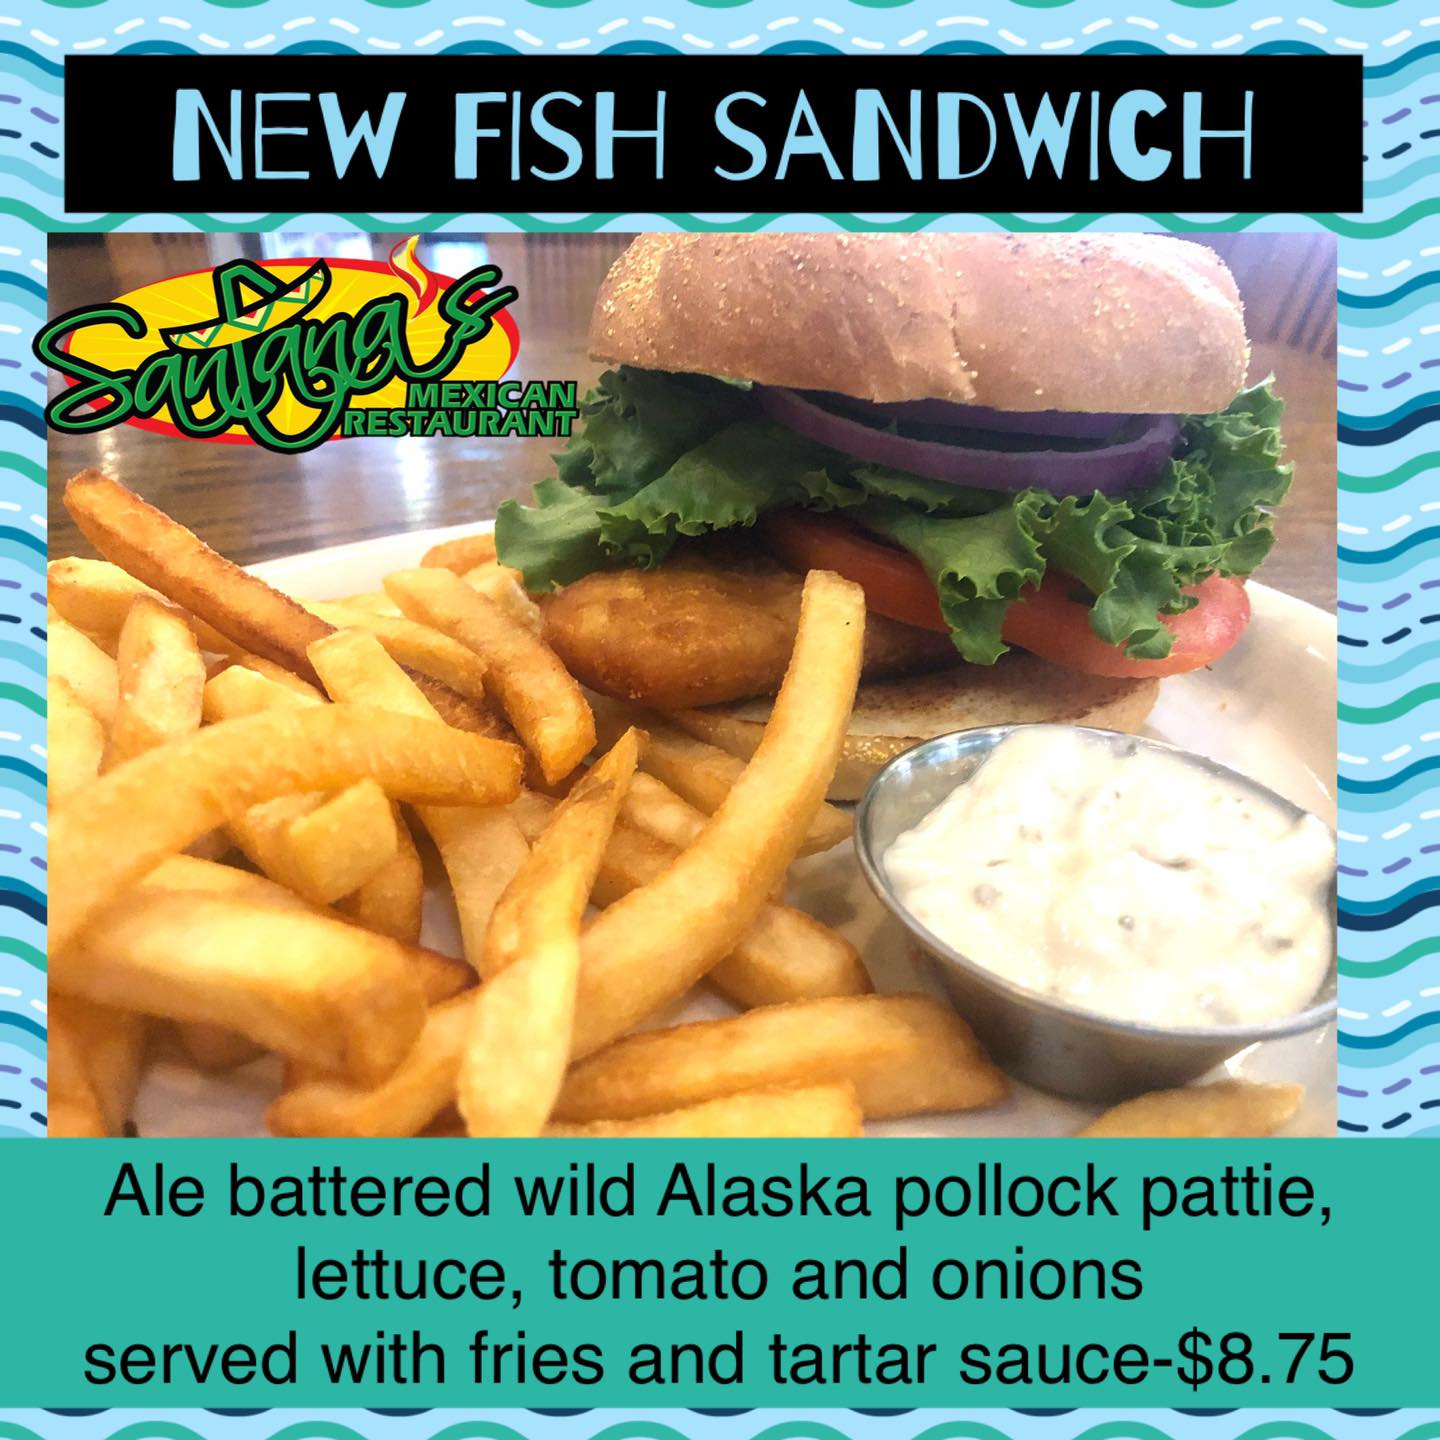 NEW FISH SANDWICH
Santana's
MEXICAN
RESTAURANT
Ale battered wild Alaska pollock pattie,
lettuce, tomato and onions
served with fries and tartar sauce-$8.75